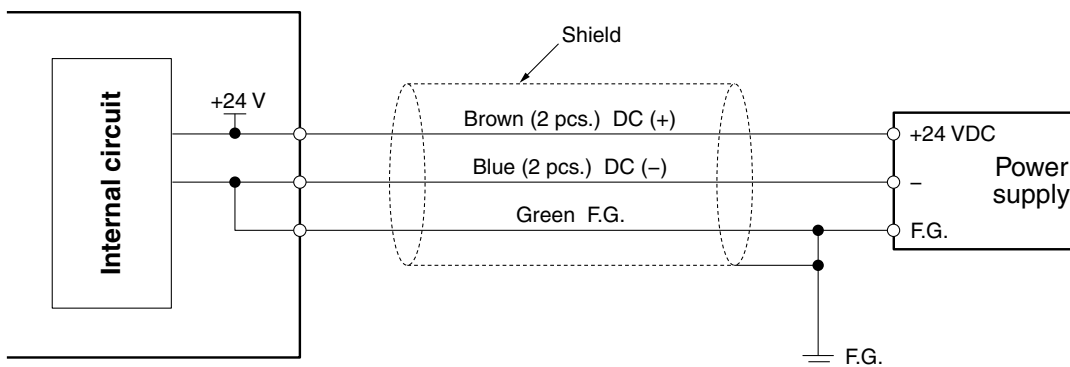 Shield
Internal circuit
+24 V
Brown (2 pcs.) DC (+)
+24 VDC
Blue (2 pcs.) DC (−)
−
Power
supply
Green F.G.
F.G.
F.G.